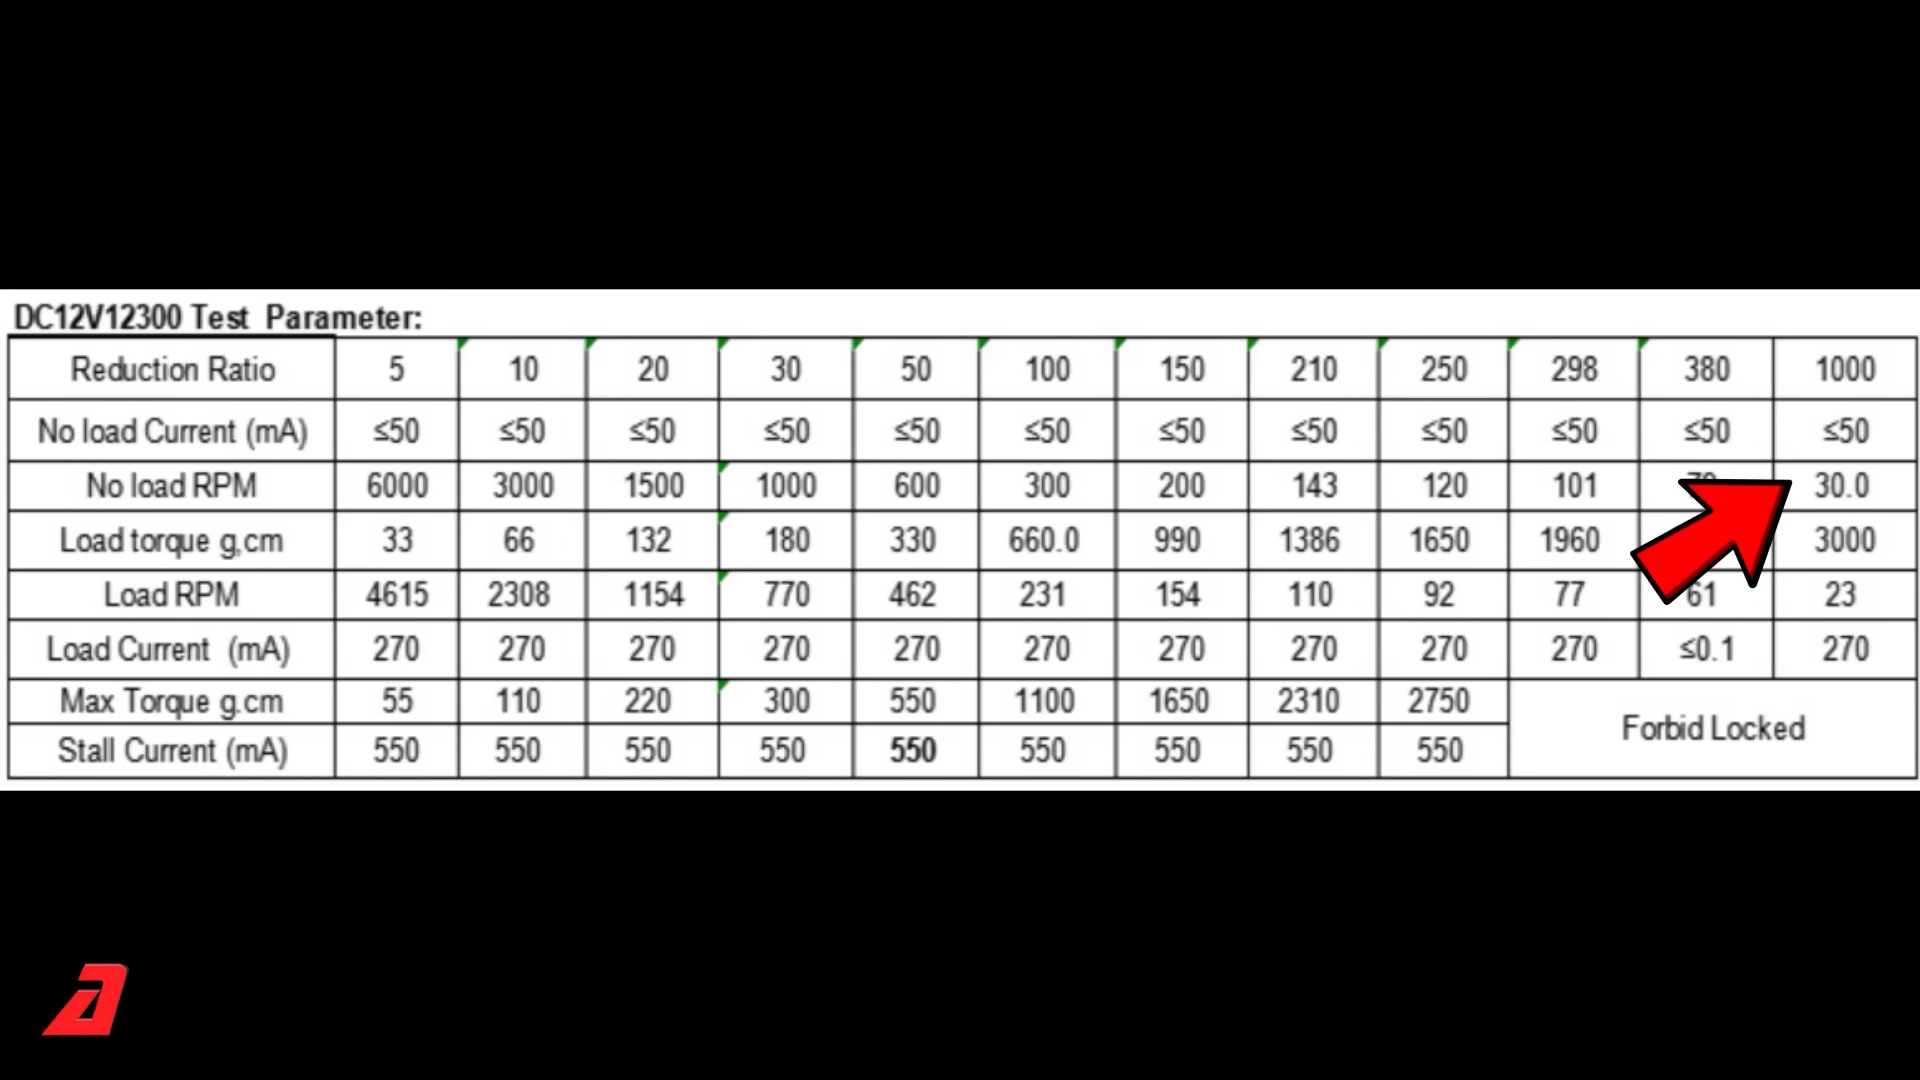 DC12V12300 Test Parameter:
Reduction Ratio 5 10 20 30 50 100 150 210 250 298 380 1000
No load Current (mA) ≤50 ≤50 ≤50 ≤50 ≤50 ≤50 ≤50 ≤50 ≤50 ≤50 ≤50 ≤50
No load RPM 6000 3000 1500 1000 600 300 200 143 120 101 30.0
Load torque g,cm 33 66 132 180 330 660.0 990 1386 1650 1960 3000
Load RPM 4615 2308 1154 770 462 231 154 110 92 77 61 23
Load Current (mA) 270 270 270 270 270 270 270 270 270 270 ≤0.1 270
Max Torque g.cm 55 110 220 300 550 1100 1650 2310 2750
Forbid Locked
Stall Current (mA) 550 550 550 550 550 550 550 550 550